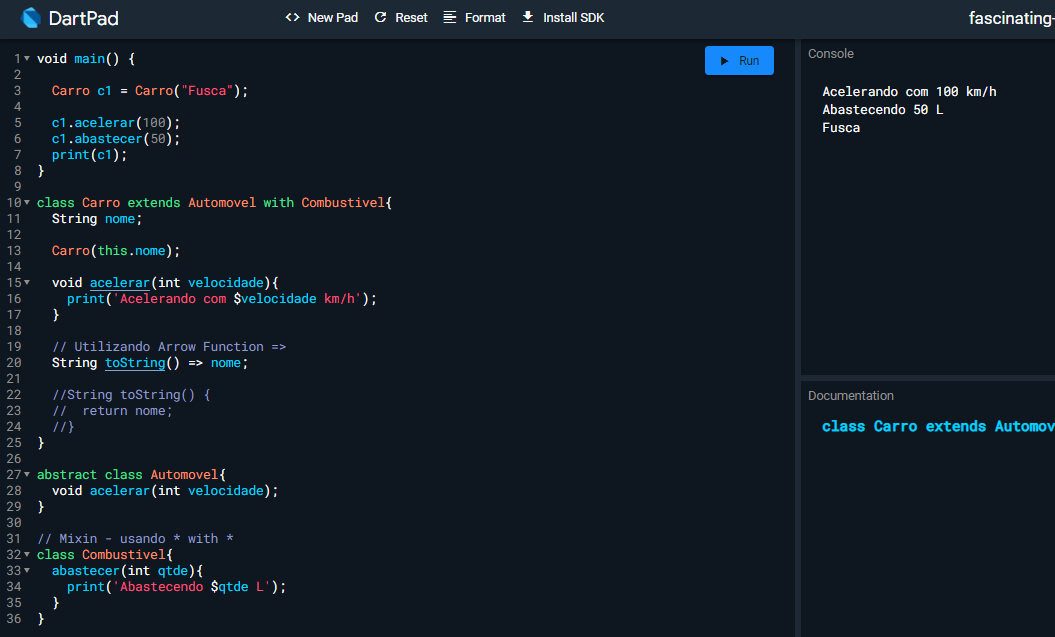 DartPad
<> New Pad Reset Format Install SDK fascinating-
Run
1 void main() {
2
3   Carro c1 = Carro("Fusca");
4
5   c1.acelerar(100);
6   c1.abastecer(50);
7   print(c1);
8 }
9
10 class Carro extends Automovel with Combustivel{
11   String nome;
12
13   Carro(this.nome);
14
15   void acelerar(int velocidade){
16     print('Acelerando com $velocidade km/h');
17   }
18
19   // Utilizando Arrow Function =>
20   String toString() => nome;
21
22   //String toString() {
23   //  return nome;
24   //}
25 }
26
27 abstract class Automovel{
28   void acelerar(int velocidade);
29 }
30
31 // Mixin - usando * with *
32 class Combustivel{
33   abastecer(int qtde){
34     print('Abastecendo $qtde L');
35   }
36 }
Console
Acelerando com 100 km/h
Abastecendo 50 L
Fusca
Documentation
class Carro extends Automov